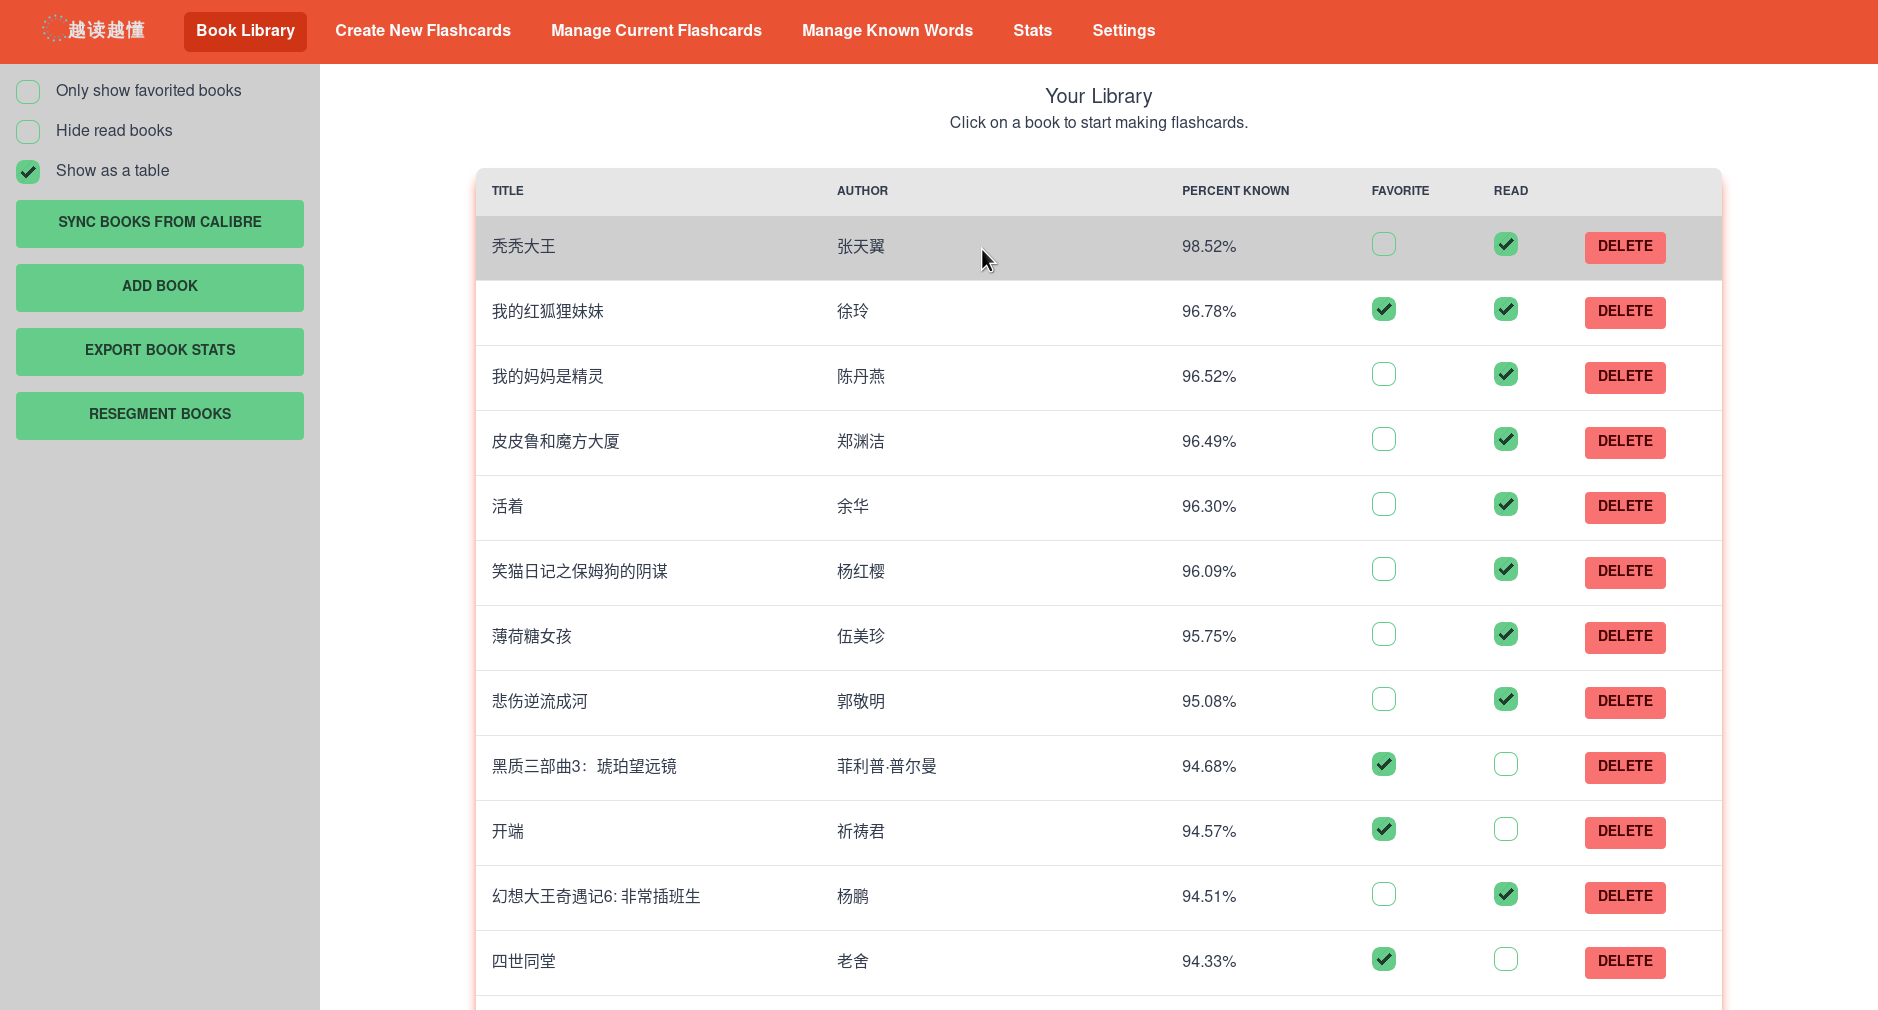 越读越懂 Book Library Create New Flashcards Manage Current Flashcards Manage Known Words Stats Settings
Only show favorited books
Hide read books
Show as a table
SYNC BOOKS FROM CALIBRE
ADD BOOK
EXPORT BOOK STATS
RESEGMENT BOOKS
Your Library
Click on a book to start making flashcards.
TITLE AUTHOR PERCENT KNOWN FAVORITE READ
秃秃大王 张天翼 98.52% DELETE
我的红狐狸妹妹 徐玲 96.78% DELETE
我的妈妈是精灵 陈丹燕 96.52% DELETE
皮皮鲁和魔方大厦 郑渊洁 96.49% DELETE
活着 余华 96.30% DELETE
笑猫日记之保姆狗的阴谋 杨红樱 96.09% DELETE
薄荷糖女孩 伍美珍 95.75% DELETE
悲伤逆流成河 郭敬明 95.08% DELETE
黑质三部曲3：琥珀望远镜 菲利普·普尔曼 94.68% DELETE
开端 祈祷君 94.57% DELETE
幻想大王奇遇记6: 非常插班生 杨鹏 94.51% DELETE
四世同堂 老舍 94.33% DELETE